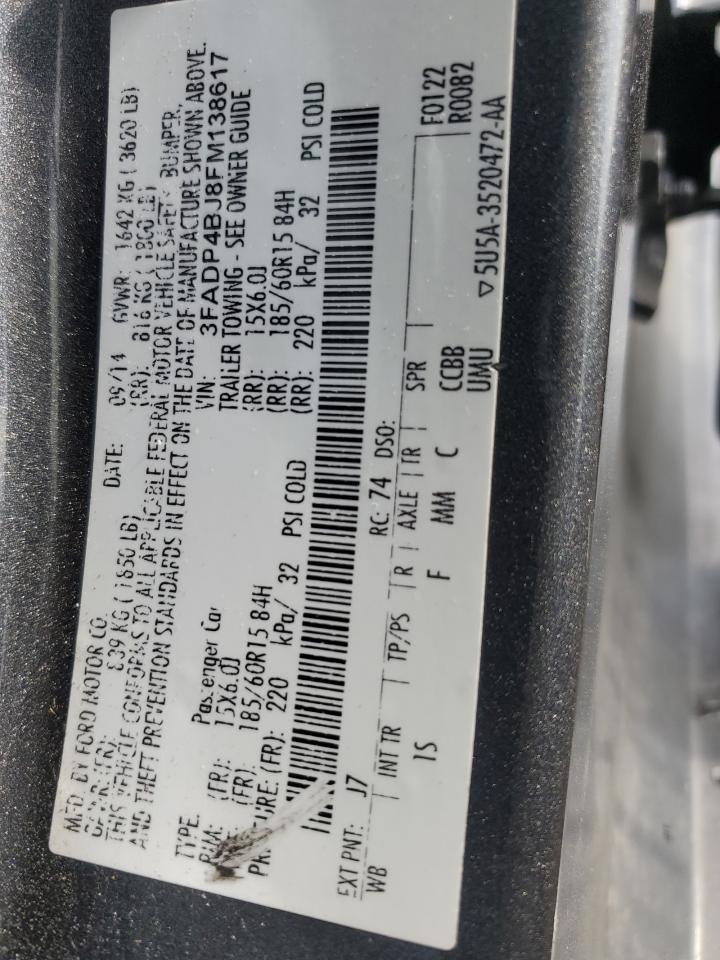 MFD. BY FORD MOTOR CO. DATE: 09/14 GVWR: 1642 KG ( 3620 LB)
GAWR:(FR): 839 KG ( 1850 LB) (RR): 816 KG ( 1800 LB)
THIS VEHICLE CONFORMS TO ALL APPLICABLE FEDERAL MOTOR VEHICLE SAFETY, BUMPER,
AND THEFT PREVENTION STANDARDS IN EFFECT ON THE DATE OF MANUFACTURE SHOWN ABOVE.
VIN: 3FADP4BJ8FM138617
TYPE: Passenger Car TRAILER TOWING - SEE OWNER GUIDE
RIM: (FR): 15X6.0J (RR): 15X6.0J
(FR): 185/60R15 84H (RR): 185/60R15 84H
(FR): 220 kPa/ 32 PSI COLD (RR): 220 kPa/ 32 PSI COLD
EXT PNT: J7 RC: 74 DSO: F0122
WB INT TR TP/PS R AXLE TR SPR R0082
IS F MM C CCBB
UMU
5U5A-3520472-AA